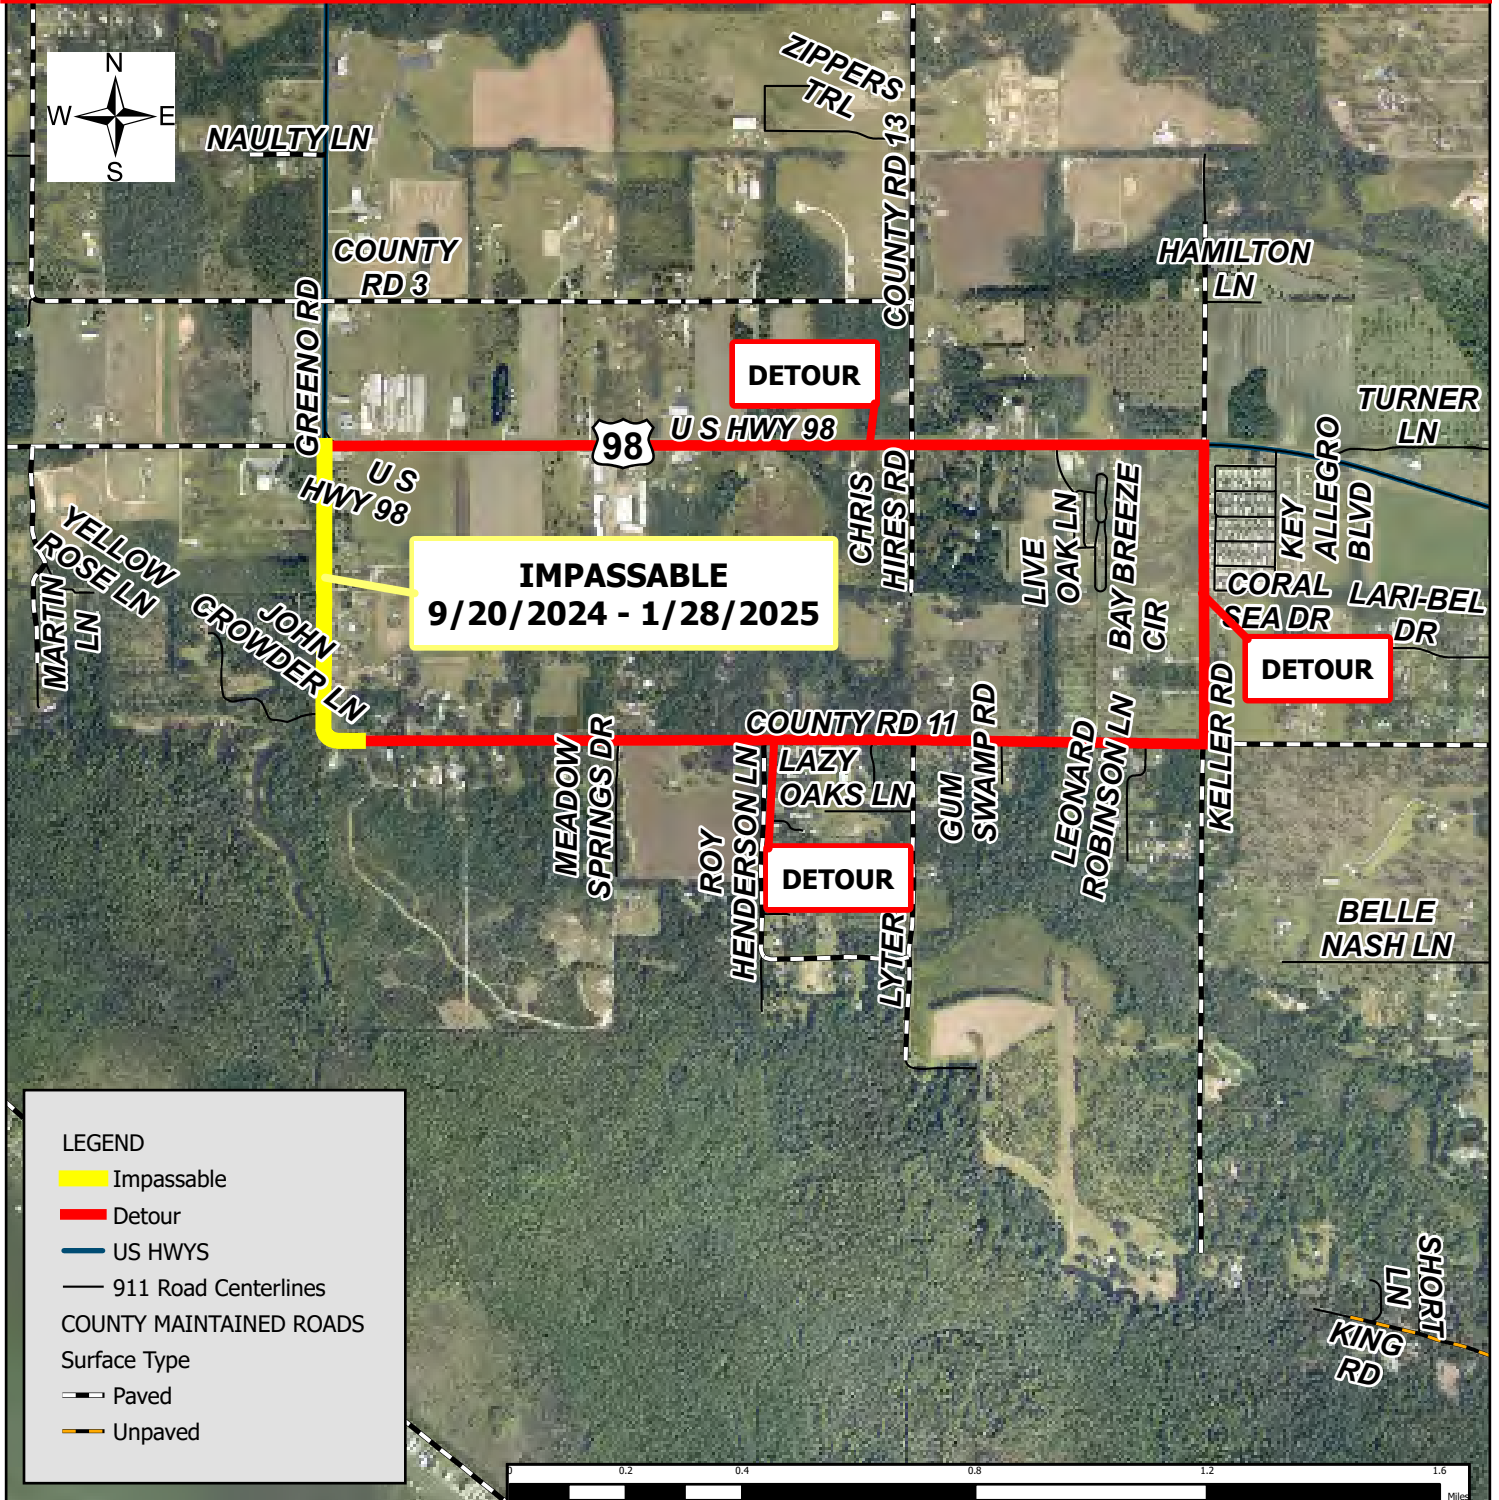 N
W E
S
NAULTY LN
ZIPPERS
TRL
COUNTY RD 13
COUNTY
RD 3
HAMILTON
LN
GREENO RD
DETOUR
U S HWY 98
98
TURNER
LN
U S
HWY 98
CHRIS
HIRES RD
LIVE
OAK LN
BAY BREEZE
CIR
KEY
ALLEGRO
BLVD
YELLOW
ROSE LN
MARTIN
LN
JOHN
CROWDER LN
IMPASSABLE
9/20/2024 - 1/28/2025
CORAL
SEA DR
LARI-BEL
DR
DETOUR
KELLER RD
COUNTY RD 11
MEADOW
SPRINGS DR
ROY
HENDERSON LN
LAZY
OAKS LN
GUM
SWAMP RD
LEONARD
ROBINSON LN
DETOUR
LYTER
BELLE
NASH LN
SHORT
LN
KING
RD
LEGEND
Impassable
Detour
US HWYS
911 Road Centerlines
COUNTY MAINTAINED ROADS
Surface Type
Paved
Unpaved
0 0.2 0.4 0.8 1.2 1.6
Miles